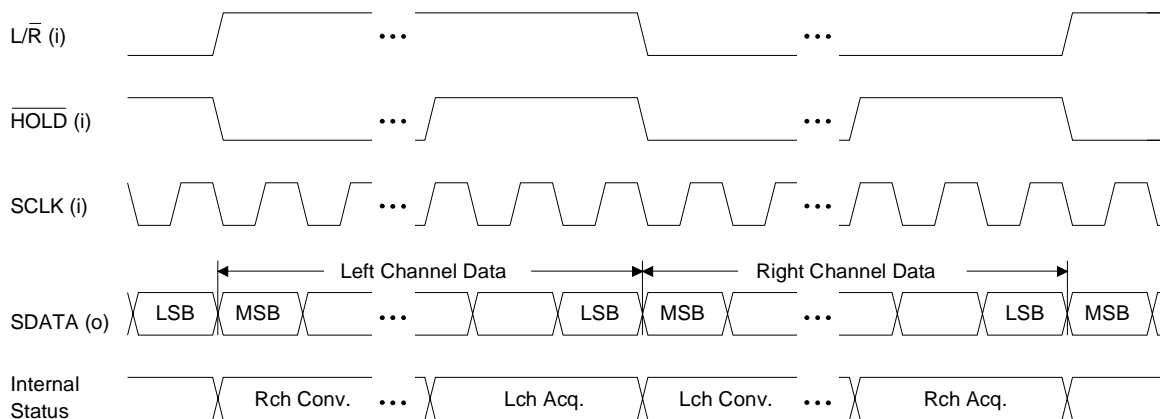 L/R̅ (i)
•••
•••
H̅O̅L̅D̅ (i)
•••
•••
SCLK (i)
•••
•••
Left Channel Data
Right Channel Data
SDATA (o)
LSB
MSB
•••
LSB
MSB
•••
LSB
MSB
Internal
Status
Rch Conv.
•••
Lch Acq.
Lch Conv.
•••
Rch Acq.